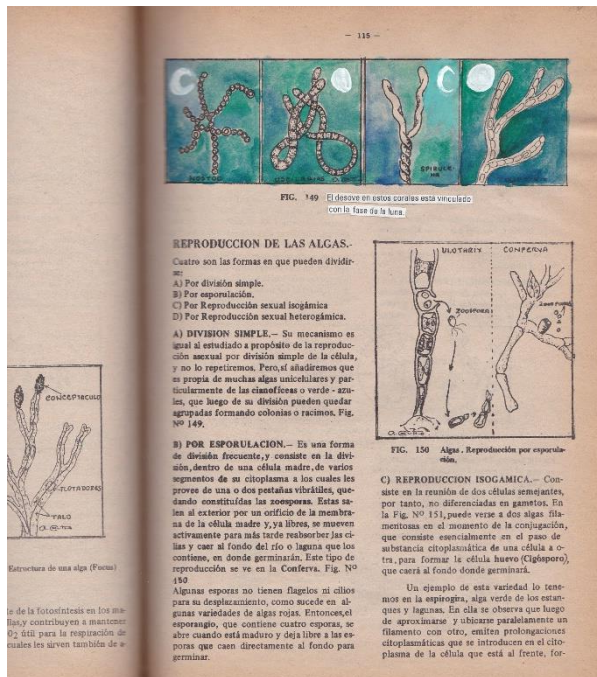 - 115 -
NOSTOC
OSCILLARIAS
ESPIRULI
NA
FIG. 149 El desove en estos corales está vinculado
con la fase de la luna.
REPRODUCCION DE LAS ALGAS.-
Cuatro son las formas en que pueden dividir-
se:
A) Por división simple.
B) Por esporulación.
C) Por Reproducción sexual isogámica
D) Por Reproducción sexual heterogámica.
A) DIVISION SIMPLE.— Su mecanismo es
igual al estudiado a propósito de la reproduc-
ción asexual por división simple de la célula,
y no lo repetiremos. Pero, sí añadiremos que
es propia de muchas algas unicelulares y par-
ticularmente de las cianofíceas o verde - azu-
les, que luego de su división pueden quedar
agrupadas formando colonias o racimos. Fig.
Nº 149.
B) POR ESPORULACION.— Es una forma
de división frecuente, y consiste en la divi-
sión, dentro de una célula madre, de varios
segmentos de su citoplasma a los cuales les
provee de una o dos pestañas vibrátiles, que-
dando constituídas las zoosporas. Estas sa-
len al exterior por un orificio de la membra-
na de la célula madre y, ya libres, se mueven
activamente para más tarde reabsorber las ci-
lias y caer al fondo del río o laguna que los
contiene, en donde germinarán. Este tipo de
reproducción se ve en la Conferva. Fig. Nº
150
Algunas esporas no tienen flagelos ni cilios
para su desplazamiento, como sucede en al-
gunas variedades de algas rojas. Entonces, el
esporangio, que contiene cuatro esporas, se
abre cuando está maduro y deja libre a las es-
poras que caen directamente al fondo para
germinar.
ULOTHRIX CONFERVA
ZOOSPORA
FIG. 150 Algas. Reproducción por esporula-
ción.
C) REPRODUCCION ISOGAMICA.— Con-
siste en la reunión de dos células semejantes,
por tanto, no diferenciadas en gametos. En
la Fig. Nº 151, puede verse a dos algas fila-
mentosas en el momento de la conjugación,
que consiste esencialmente en el paso de
substancia citoplasmática de una célula a o-
tra, para formar la célula huevo (Cigósporo),
que caerá al fondo donde germinará.
Un ejemplo de esta variedad lo tene-
mos en la espirogira, alga verde de los estan-
ques y lagunas. En ella se observa que luego
de aproximarse y ubicarse paralelamente un
filamento con otro, emiten prolongaciones
citoplasmáticas que se introducen en el cito-
plasma de la célula que está al frente, for-
CONCEPTACULO
FLOTADORES
TALO
Estructura de una alga (Fucus)
de la fotosíntesis en los ma-
y contribuyen a mantener
O2 útil para la respiración de
cuales les sirven también de a-